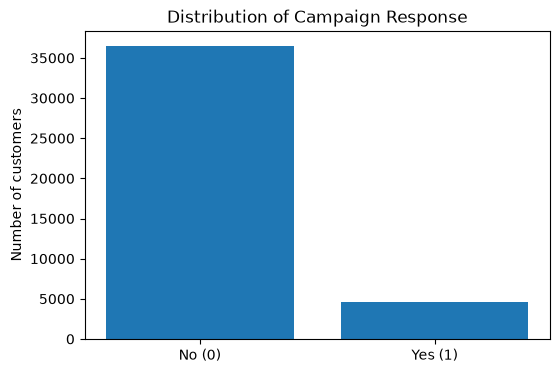 Distribution of Campaign Response
Number of customers
35000
30000
25000
20000
15000
10000
5000
0
No (0)
Yes (1)